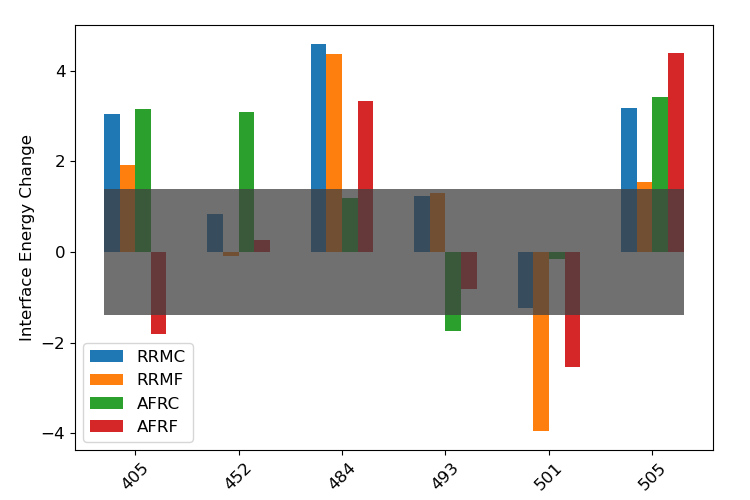 Interface Energy Change
4
2
0
−2
−4
RRMC
RRMF
AFRC
AFRF
405 452 484 493 501 505